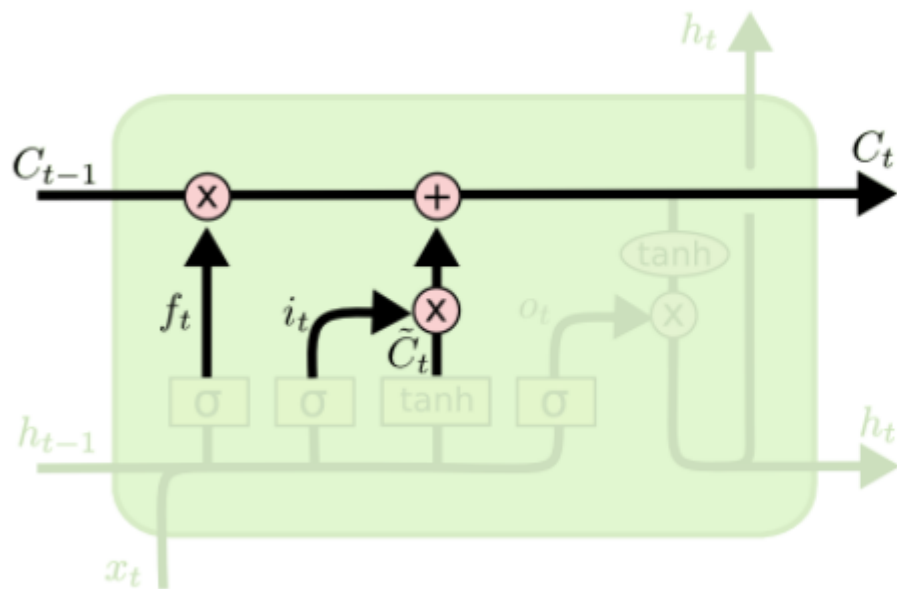 h_t
C_{t-1}
C_t
x
+
tanh
f_t
i_t
x
o_t
x
C̃_t
σ
σ
tanh
σ
h_{t-1}
h_t
x_t